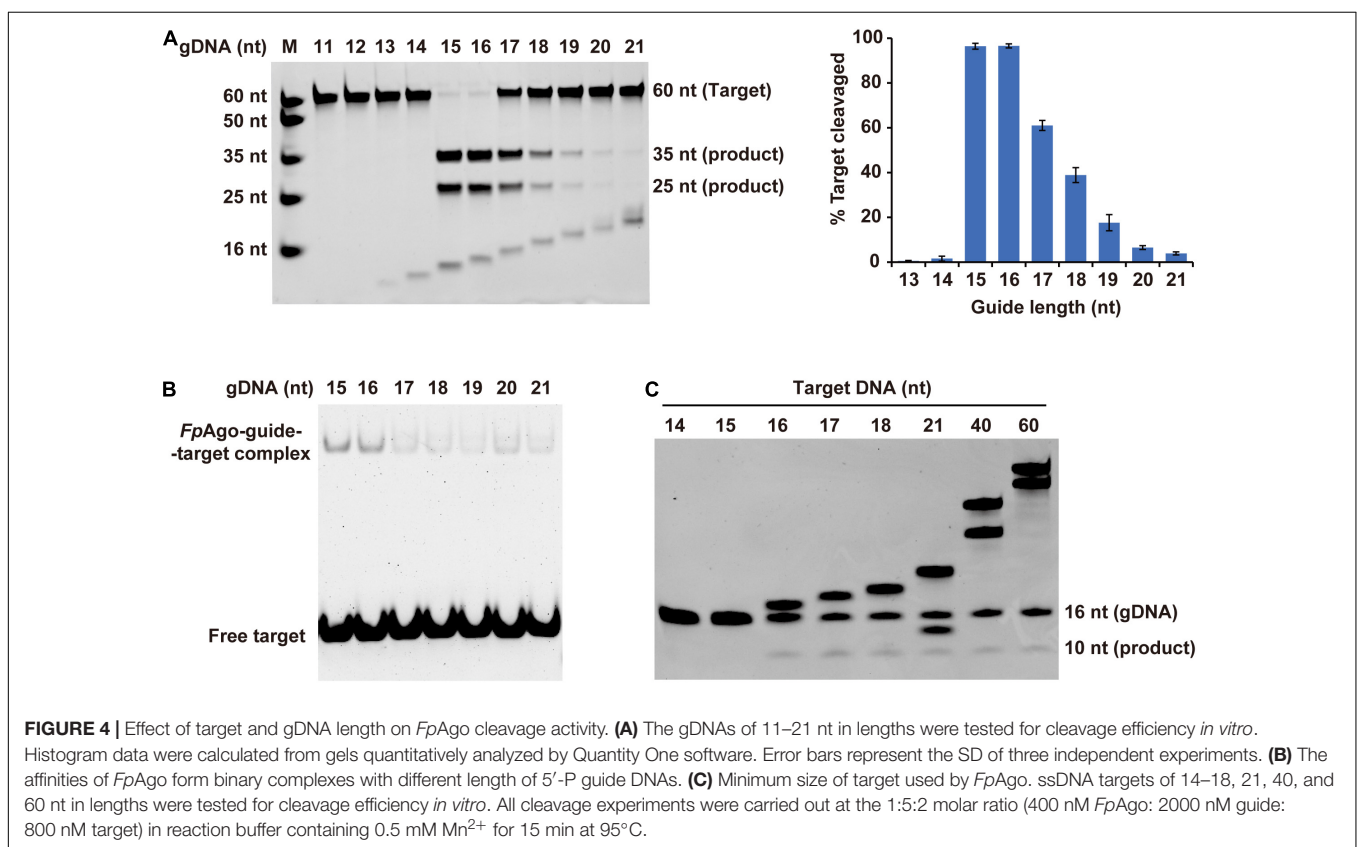 A gDNA (nt) M 11 12 13 14 15 16 17 18 19 20 21
60 nt
50 nt
35 nt
25 nt
16 nt
60 nt (Target)
35 nt (product)
25 nt (product)
% Target cleavaged
100
80
60
40
20
0
13 14 15 16 17 18 19 20 21
Guide length (nt)
B gDNA (nt) 15 16 17 18 19 20 21
FpAgo-guide-
-target complex
Free target
C Target DNA (nt)
14 15 16 17 18 21 40 60
16 nt (gDNA)
10 nt (product)
FIGURE 4 | Effect of target and gDNA length on FpAgo cleavage activity. (A) The gDNAs of 11–21 nt in lengths were tested for cleavage efficiency in vitro.
Histogram data were calculated from gels quantitatively analyzed by Quantity One software. Error bars represent the SD of three independent experiments. (B) The
affinities of FpAgo form binary complexes with different length of 5′-P guide DNAs. (C) Minimum size of target used by FpAgo. ssDNA targets of 14–18, 21, 40, and
60 nt in lengths were tested for cleavage efficiency in vitro. All cleavage experiments were carried out at the 1:5:2 molar ratio (400 nM FpAgo: 2000 nM guide:
800 nM target) in reaction buffer containing 0.5 mM Mn2+ for 15 min at 95°C.